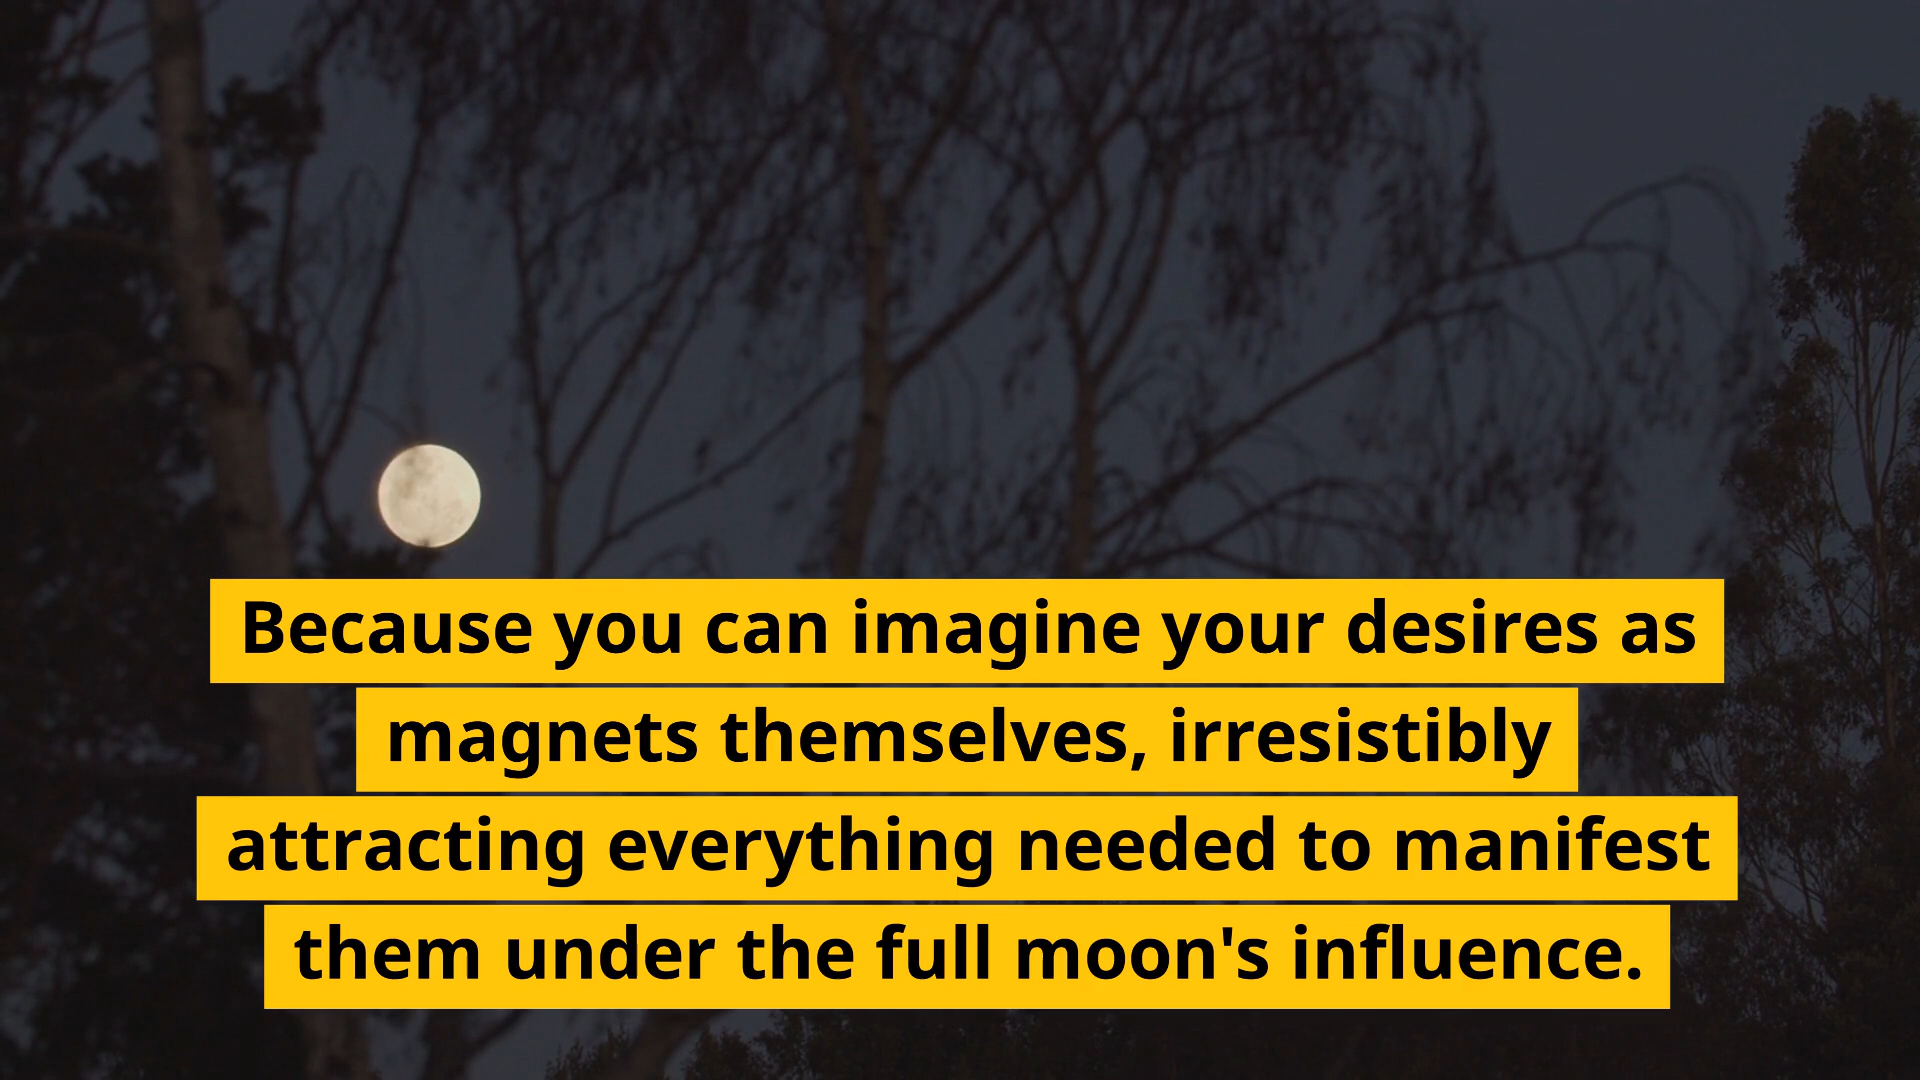 Because you can imagine your desires as
magnets themselves, irresistibly
attracting everything needed to manifest
them under the full moon's influence.